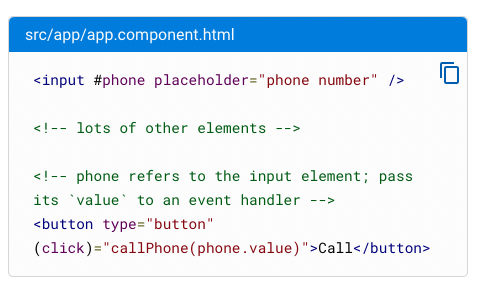 src/app/app.component.html
<input #phone placeholder="phone number" />
<!-- lots of other elements -->
<!-- phone refers to the input element; pass
its `value` to an event handler -->
<button type="button"
(click)="callPhone(phone.value)">Call</button>